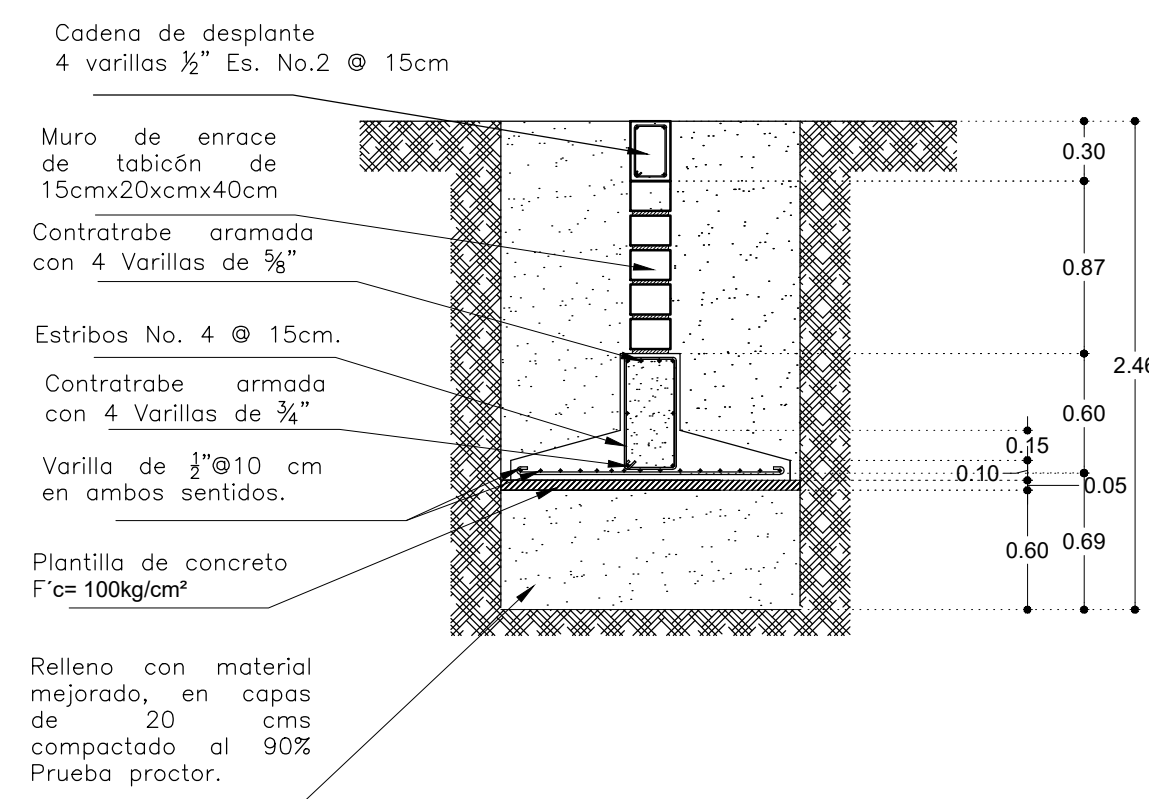 Cadena de desplante
4 varillas ½” Es. No.2 @ 15cm
Muro de enrace
de tabicón de
15cmx20xcmx40cm
Contratrabe aramada
con 4 Varillas de ⅝”
Estribos No. 4 @ 15cm.
Contratrabe armada
con 4 Varillas de ¾”
Varilla de ½”@10 cm
en ambos sentidos.
Plantilla de concreto
F´c= 100kg/cm²
Relleno con material
mejorado, en capas
de 20 cms
compactado al 90%
Prueba proctor.
0.30
0.87
2.46
0.60
0.15
0.10
0.05
0.60
0.69